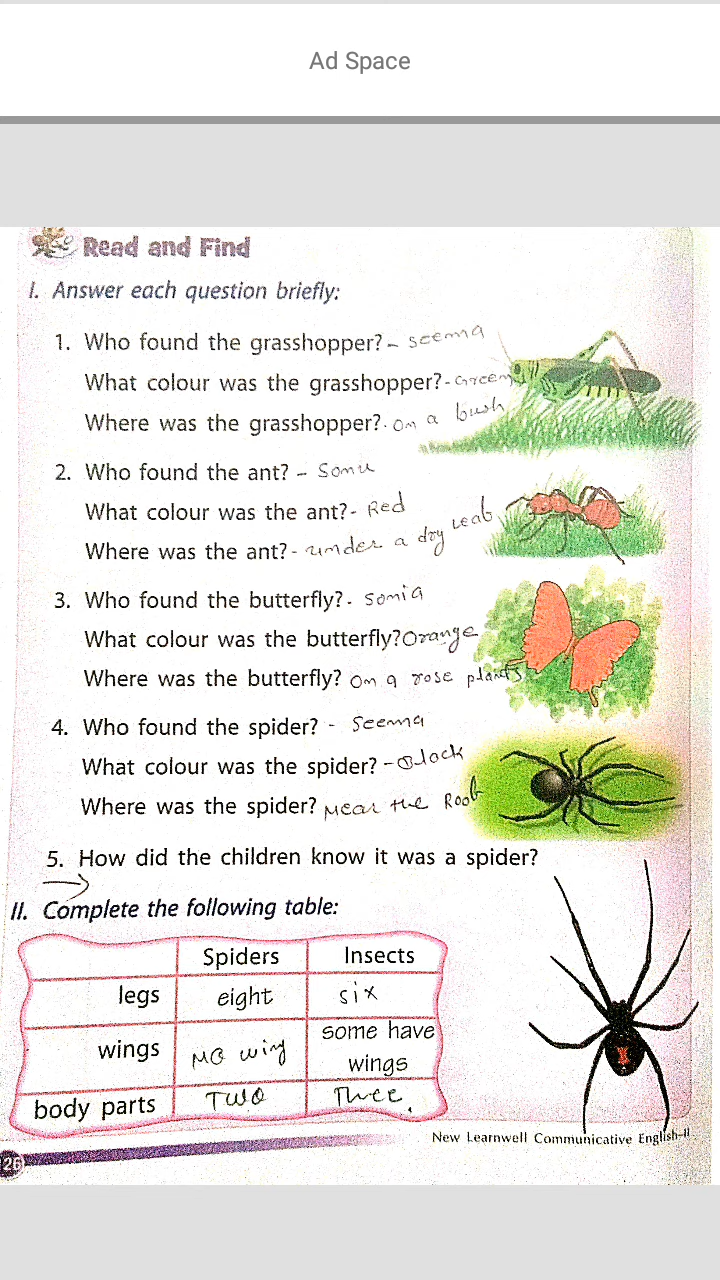 Ad Space
Read and Find
I. Answer each question briefly:
1. Who found the grasshopper? - seema
What colour was the grasshopper? - Green
Where was the grasshopper? - on a bush
2. Who found the ant? - Sonu
What colour was the ant? - Red
Where was the ant? - under a dry leab
3. Who found the butterfly? - Sonia
What colour was the butterfly? Orange
Where was the butterfly? on a rose plants
4. Who found the spider? - Seema
What colour was the spider? - Block
Where was the spider? near the Roob
5. How did the children know it was a spider?
II. Complete the following table:
Spiders Insects
legs eight six
wings no wing some have wings
body parts Two Three.
New Learnwell Communicative English-II
26